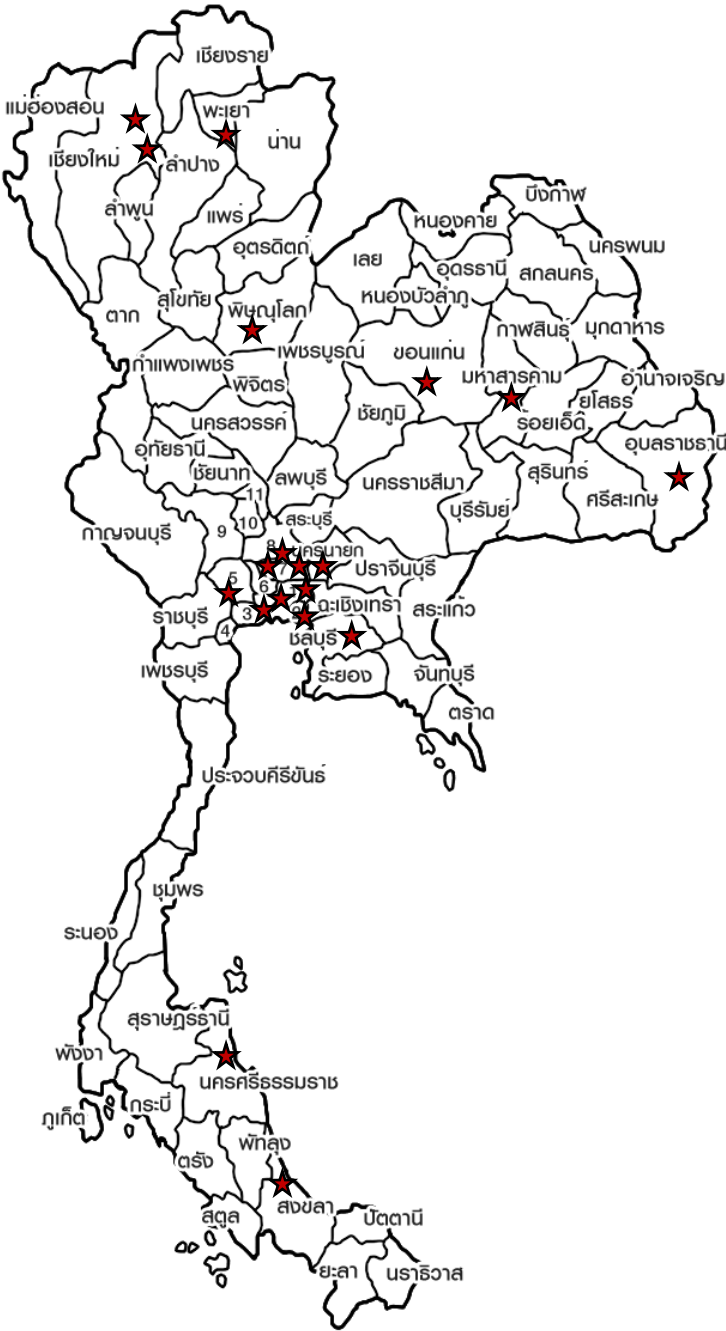 เชียงราย
แม่ฮ่องสอน
พะเยา
น่าน
เชียงใหม่
ลำปาง
ลำพูน
แพร่
อุตรดิตถ์
บึงกาฬ
หนองคาย
นครพนม
เลย
อุดรธานี
สกลนคร
หนองบัวลำภู
สุโขทัย
ตาก
พิษณุโลก
กาฬสินธุ์
มุกดาหาร
เพชรบูรณ์
ขอนแก่น
กำแพงเพชร
มหาสารคาม
อำนาจเจริญ
พิจิตร
ยโสธร
ชัยภูมิ
ร้อยเอ็ด
นครสวรรค์
อุบลราชธานี
อุทัยธานี
ชัยนาท
ลพบุรี
นครราชสีมา
สุรินทร์
ศรีสะเกษ
บุรีรัมย์
11
สระบุรี
10
กาญจนบุรี
9
8
นครนายก
7
ปราจีนบุรี
5
6
ฉะเชิงเทรา
สระแก้ว
ราชบุรี
3
4
ชลบุรี
เพชรบุรี
ระยอง
จันทบุรี
ตราด
ประจวบคีรีขันธ์
ชุมพร
ระนอง
สุราษฎร์ธานี
พังงา
นครศรีธรรมราช
กระบี่
ภูเก็ต
พัทลุง
ตรัง
สงขลา
สตูล
ปัตตานี
ยะลา
นราธิวาส